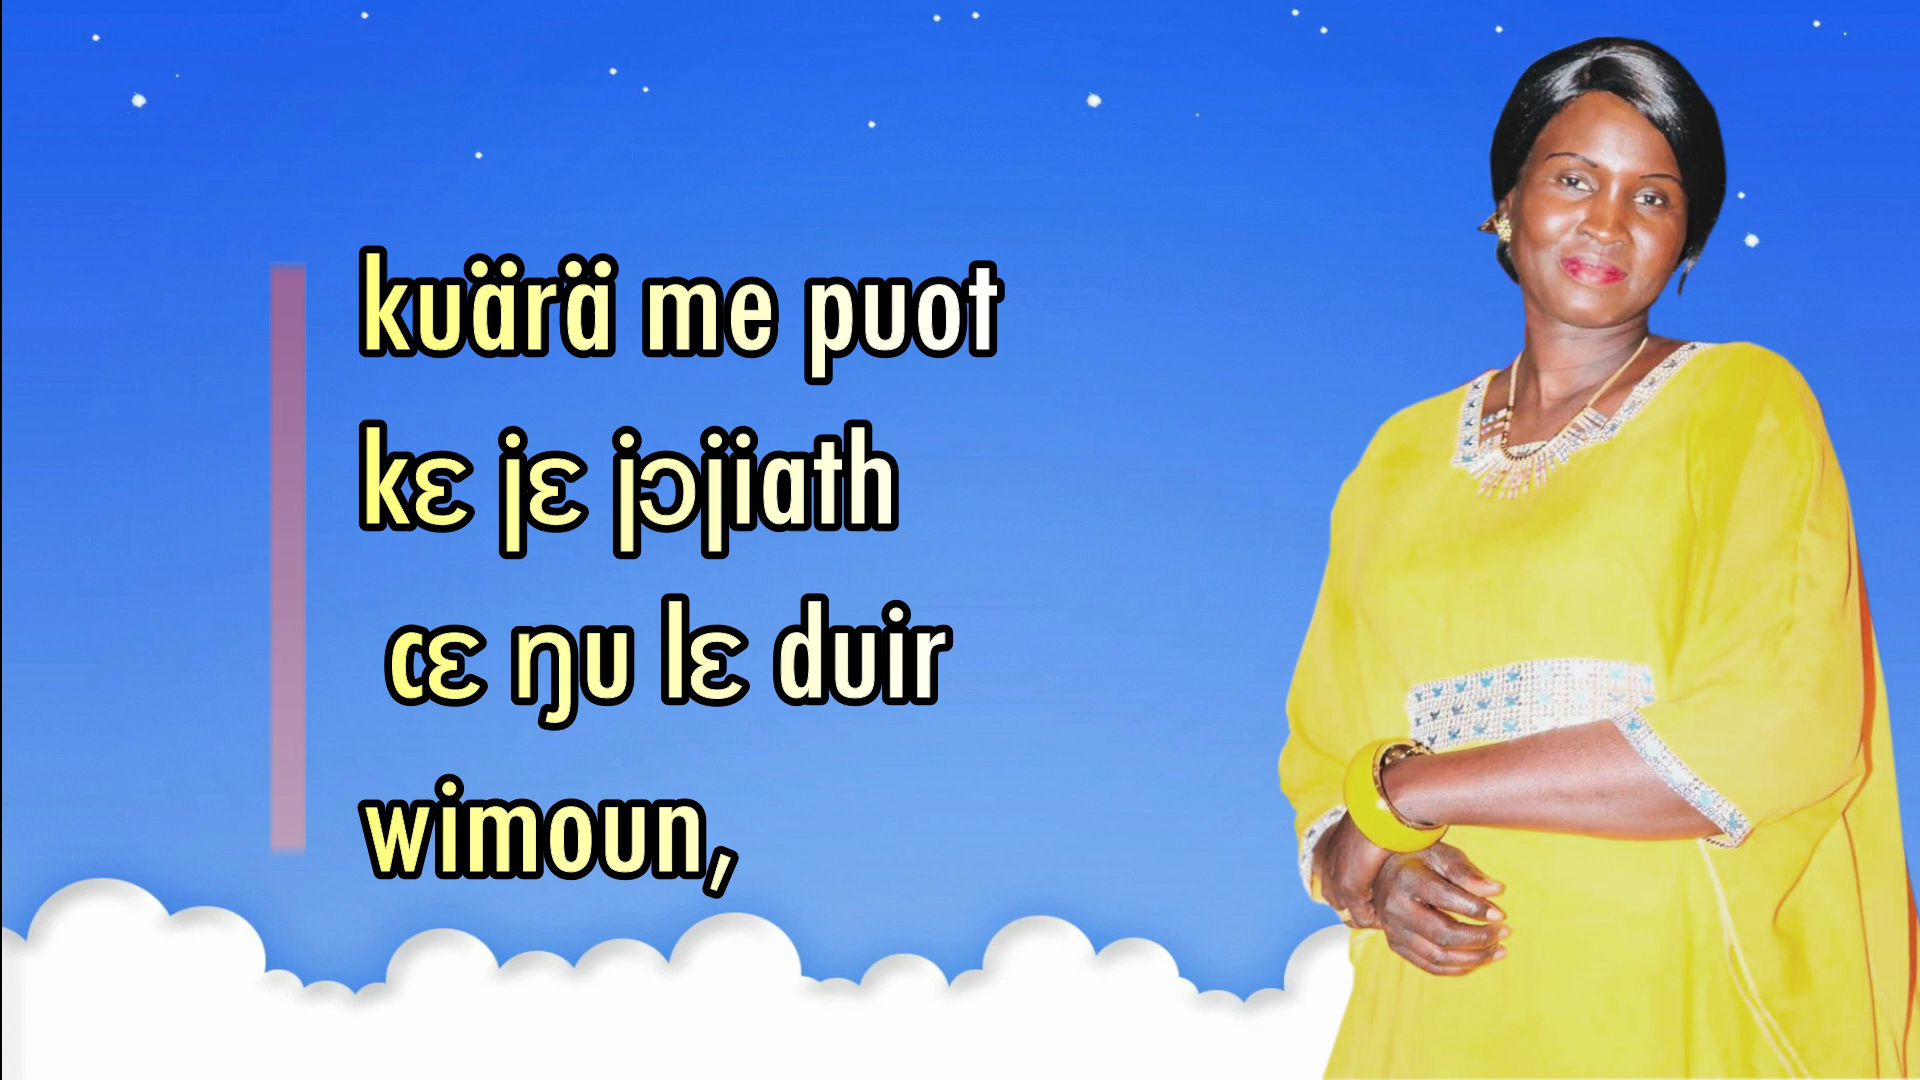 kuärä me puot
kɛ jɛ jɔjiath
cɛ ŋu lɛ duir
wimoun,